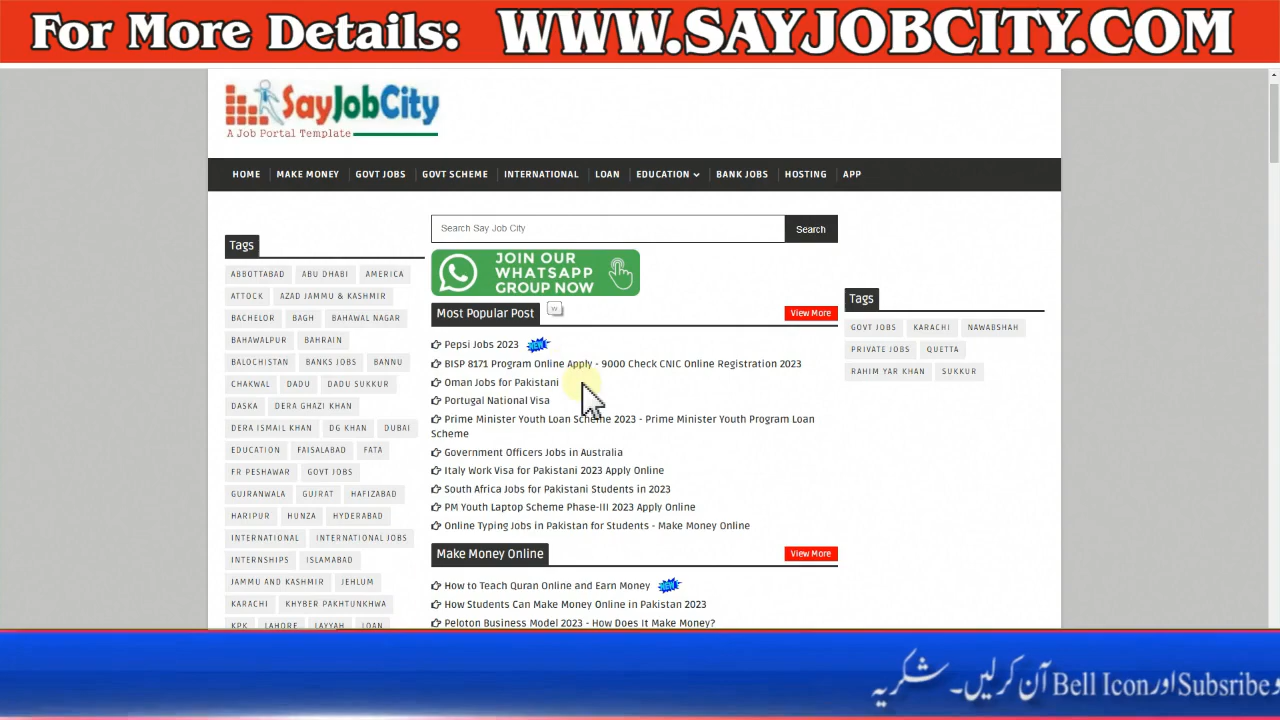 For More Details: WWW.SAYJOBCITY.COM
SayJobCity
A Job Portal Template
HOME MAKE MONEY GOVT JOBS GOVT SCHEME INTERNATIONAL LOAN EDUCATION BANK JOBS HOSTING APP
Tags
ABBOTTABAD ABU DHABI AMERICA
ATTOCK AZAD JAMMU & KASHMIR
BACHELOR BAGH BAHAWAL NAGAR
BAHAWALPUR BAHRAIN
BALOCHISTAN BANKS JOBS BANNU
CHAKWAL DADU DADU SUKKUR
DASKA DERA GHAZI KHAN
DERA ISMAIL KHAN DG KHAN DUBAI
EDUCATION FAISALABAD FATA
FR PESHAWAR GOVT JOBS
GUJRANWALA GUJRAT HAFIZABAD
HARIPUR HUNZA HYDERABAD
INTERNATIONAL INTERNATIONAL JOBS
INTERNSHIPS ISLAMABAD
JAMMU AND KASHMIR JEHLUM
KARACHI KHYBER PAKHTUNKHWA
KPK LAHORE LAYYAH LOAN
Search Say Job City Search
JOIN OUR
WHATSAPP
GROUP NOW
Most Popular Post W View More
Pepsi Jobs 2023 NEW
BISP 8171 Program Online Apply - 9000 Check CNIC Online Registration 2023
Oman Jobs for Pakistani
Portugal National Visa
Prime Minister Youth Loan Scheme 2023 - Prime Minister Youth Program Loan
Scheme
Government Officers Jobs in Australia
Italy Work Visa for Pakistani 2023 Apply Online
South Africa Jobs for Pakistani Students in 2023
PM Youth Laptop Scheme Phase-III 2023 Apply Online
Online Typing Jobs in Pakistan for Students - Make Money Online
Make Money Online View More
How to Teach Quran Online and Earn Money NEW
How Students Can Make Money Online in Pakistan 2023
Peloton Business Model 2023 - How Does It Make Money?
Tags
GOVT JOBS KARACHI NAWABSHAH
PRIVATE JOBS QUETTA
RAHIM YAR KHAN SUKKUR
و Subsribe اور Bell Icon آن کرلیں۔ شکریہ